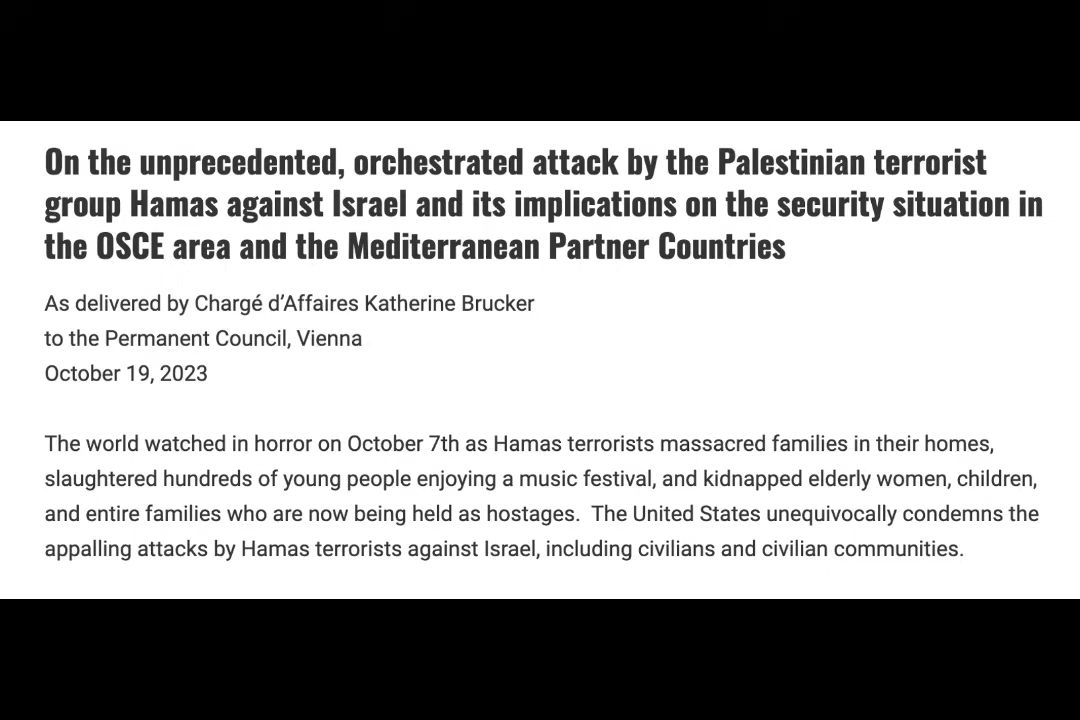 On the unprecedented, orchestrated attack by the Palestinian terrorist
group Hamas against Israel and its implications on the security situation in
the OSCE area and the Mediterranean Partner Countries
As delivered by Chargé d’Affaires Katherine Brucker
to the Permanent Council, Vienna
October 19, 2023
The world watched in horror on October 7th as Hamas terrorists massacred families in their homes,
slaughtered hundreds of young people enjoying a music festival, and kidnapped elderly women, children,
and entire families who are now being held as hostages.  The United States unequivocally condemns the
appalling attacks by Hamas terrorists against Israel, including civilians and civilian communities.